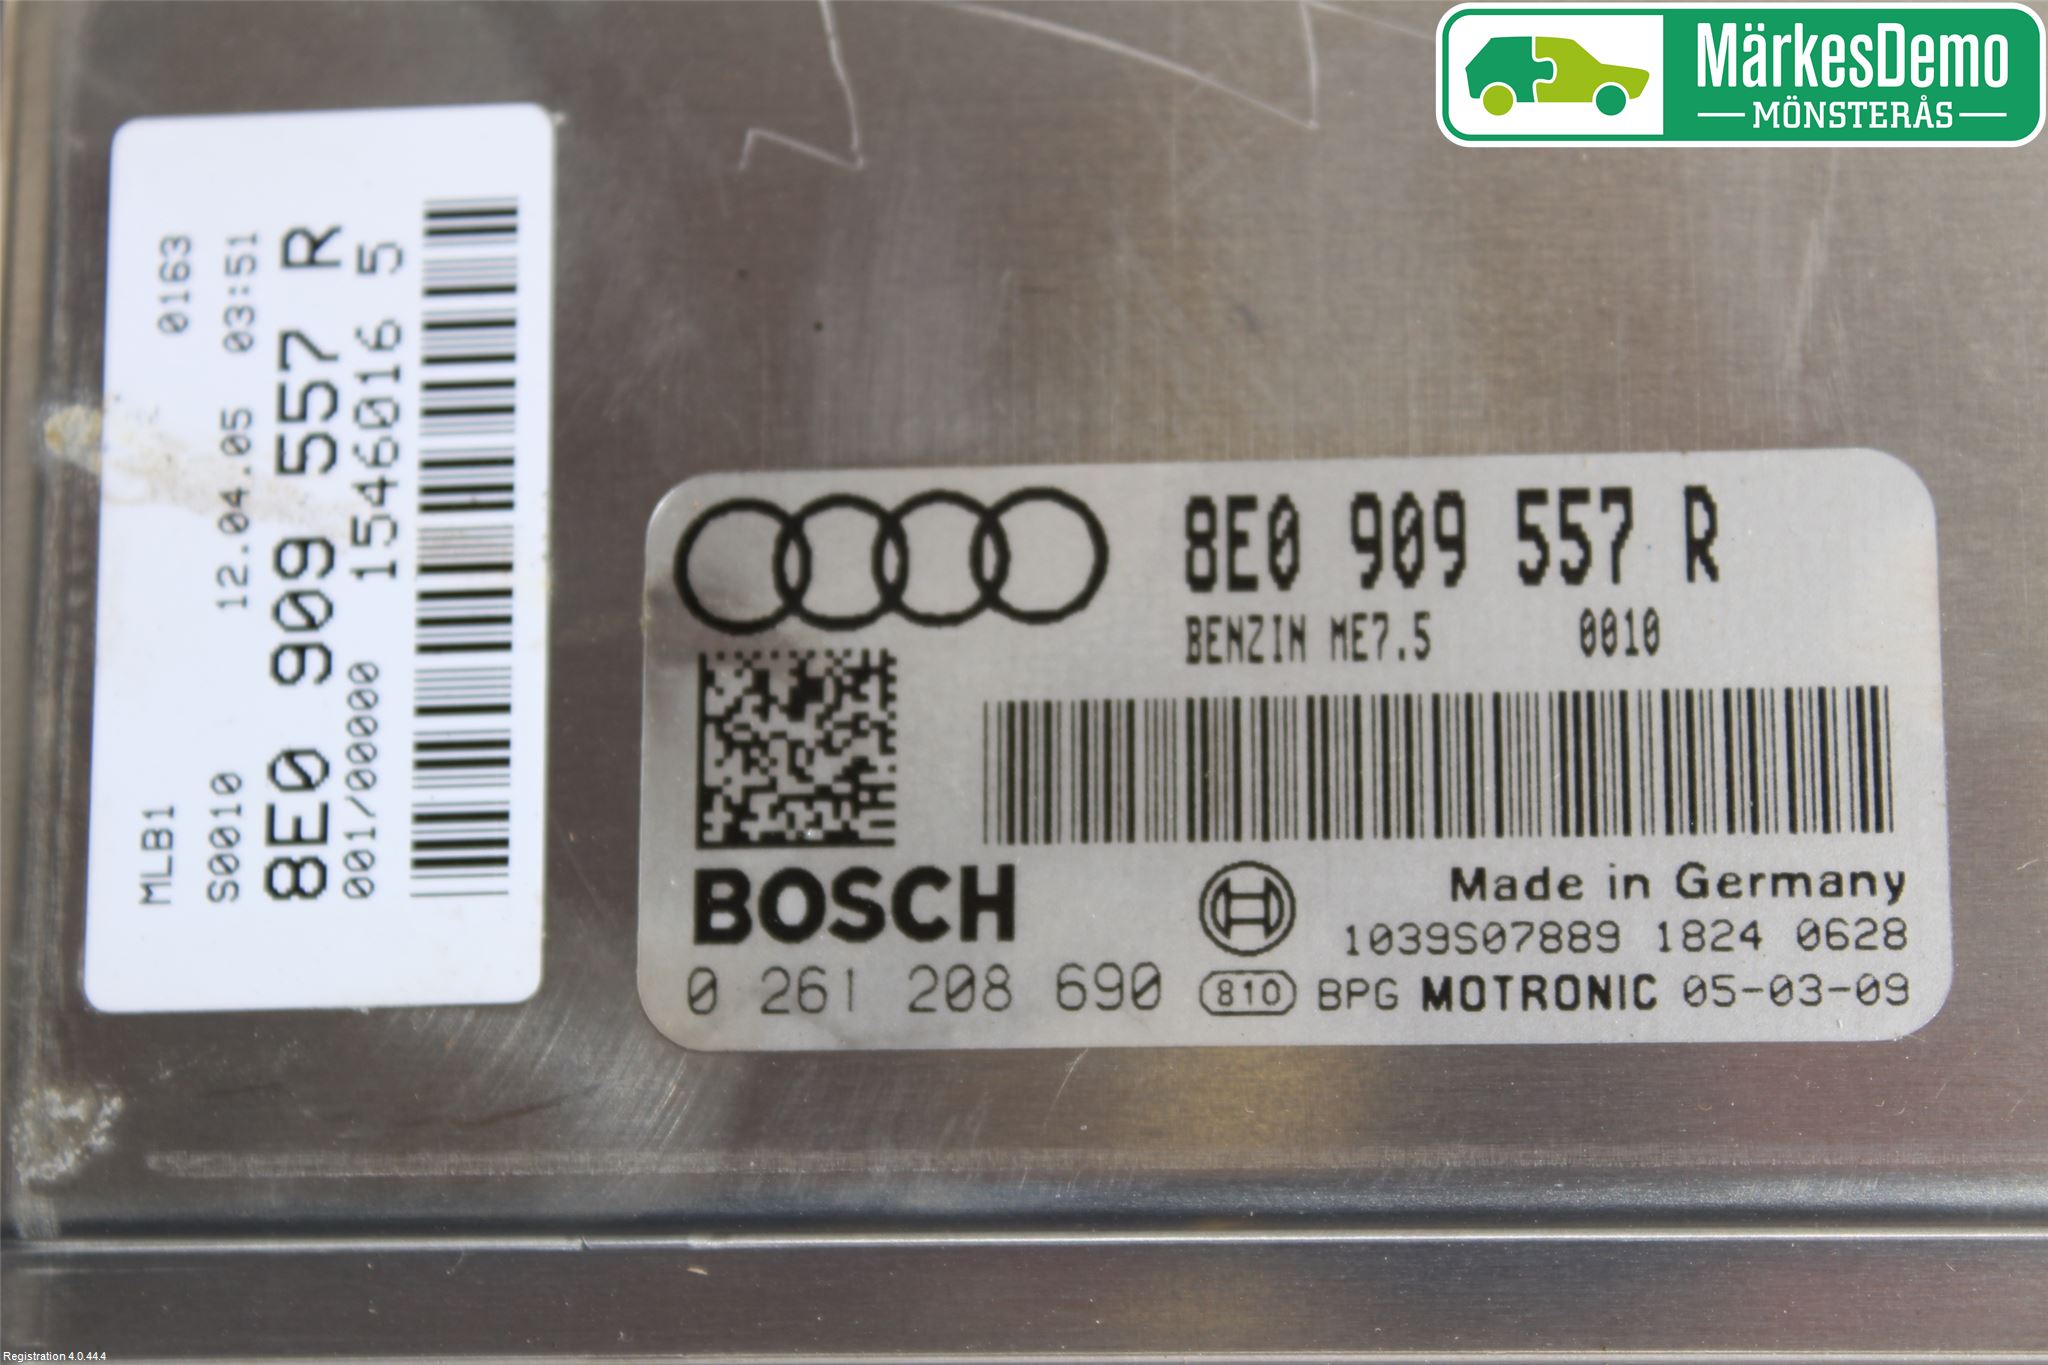 MärkesDemo
MÖNSTERÅS
MLB1 0163
S0010 12.04.05 03:51
8E0 909 557 R
001/00000 15460165
8E0 909 557 R
BENZIN ME7.5 0010
BOSCH
Made in Germany
1039S07889 1824 0628
0 261 208 690 810 BPG MOTRONIC 05-03-09
Registration 4.0.44.4